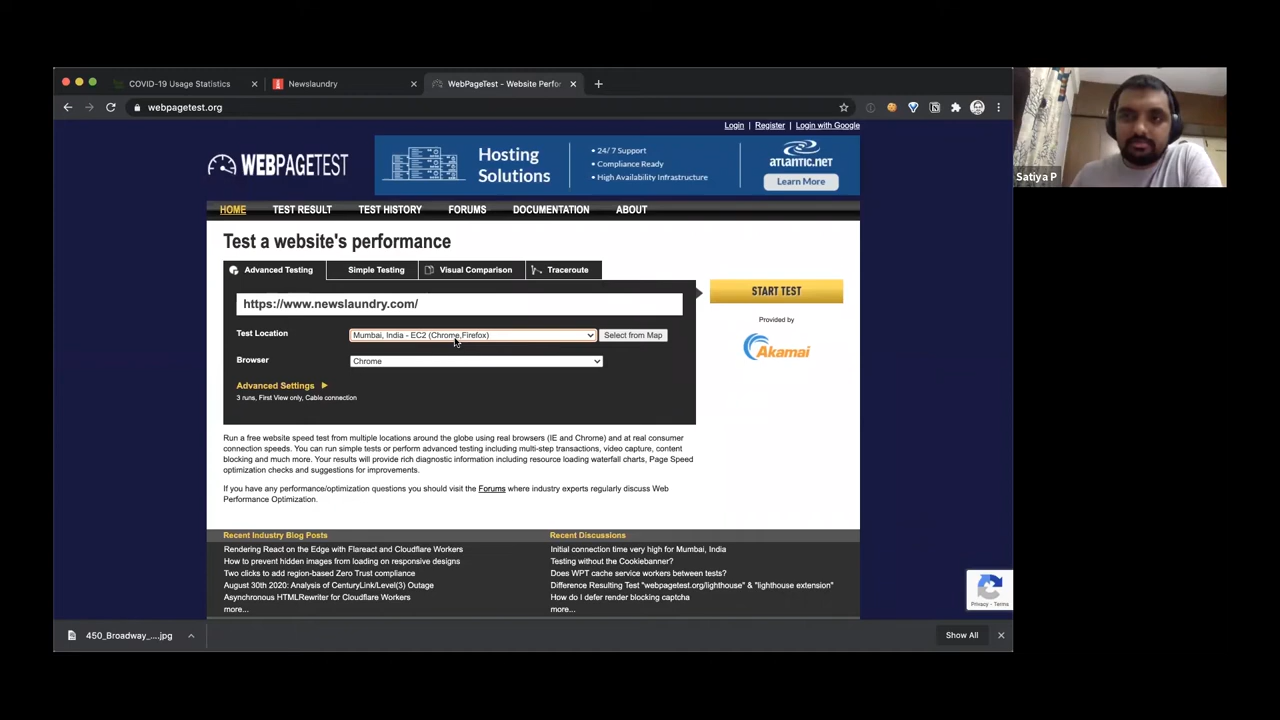 COVID-19 Usage Statistics
Newslaundry
WebPageTest - Website Perfo
webpagetest.org
Login | Register | Login with Google
WEBPAGETEST
Hosting
Solutions
• 24/7 Support
• Compliance Ready
• High Availability Infrastructure
ATLANTIC.NET
Learn More
HOME TEST RESULT TEST HISTORY FORUMS DOCUMENTATION ABOUT
Test a website's performance
Advanced Testing Simple Testing Visual Comparison Traceroute
https://www.newslaundry.com/
START TEST
Provided by
Akamai
Test Location Mumbai, India - EC2 (Chrome,Firefox) Select from Map
Browser Chrome
Advanced Settings
3 runs, First View only, Cable connection
Run a free website speed test from multiple locations around the globe using real browsers (IE and Chrome) and at real consumer
connection speeds. You can run simple tests or perform advanced testing including multi-step transactions, video capture, content
blocking and much more. Your results will provide rich diagnostic information including resource loading waterfall charts, Page Speed
optimization checks and suggestions for improvements.
If you have any performance/optimization questions you should visit the Forums where industry experts regularly discuss Web
Performance Optimization.
Recent Industry Blog Posts
Rendering React on the Edge with Flareact and Cloudflare Workers
How to prevent hidden images from loading on responsive designs
Two clicks to add region-based Zero Trust compliance
August 30th 2020: Analysis of CenturyLink/Level(3) Outage
Asynchronous HTMLRewriter for Cloudflare Workers
more...
Recent Discussions
Initial connection time very high for Mumbai, India
Testing without the Cookiebanner?
Does WPT cache service workers between tests?
Difference Resulting Test "webpagetest.org/lighthouse" & "lighthouse extension"
How do I defer render blocking captcha
more...
Privacy - Terms
450_Broadway_....jpg
Show All
Satiya P